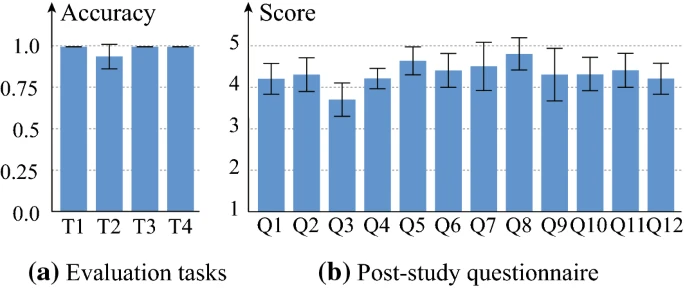 Accuracy
1.0
0.75
0.5
0.25
0.0
T1 T2 T3 T4
(a) Evaluation tasks
Score
5
4
3
2
1
Q1 Q2 Q3 Q4 Q5 Q6 Q7 Q8 Q9 Q10 Q11 Q12
(b) Post-study questionnaire